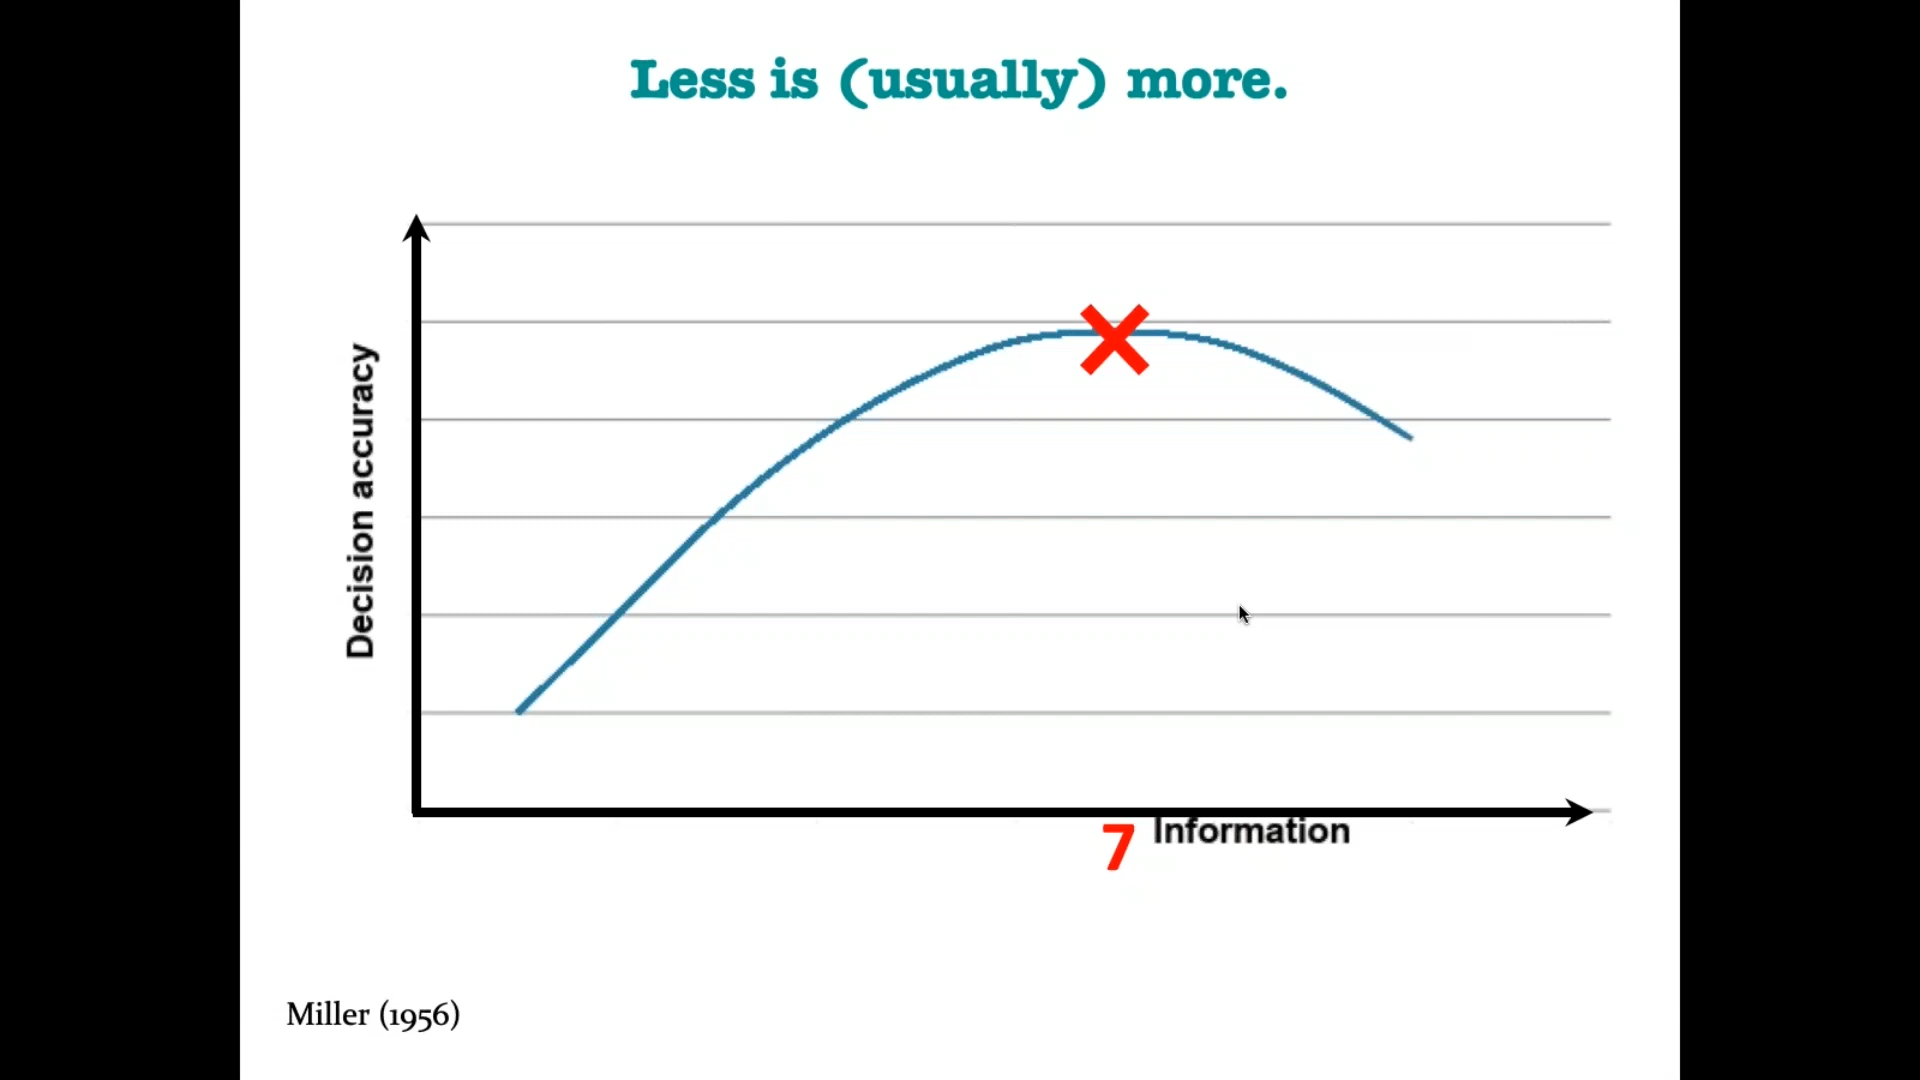 Less is (usually) more.
Decision accuracy
7
Information
Miller (1956)